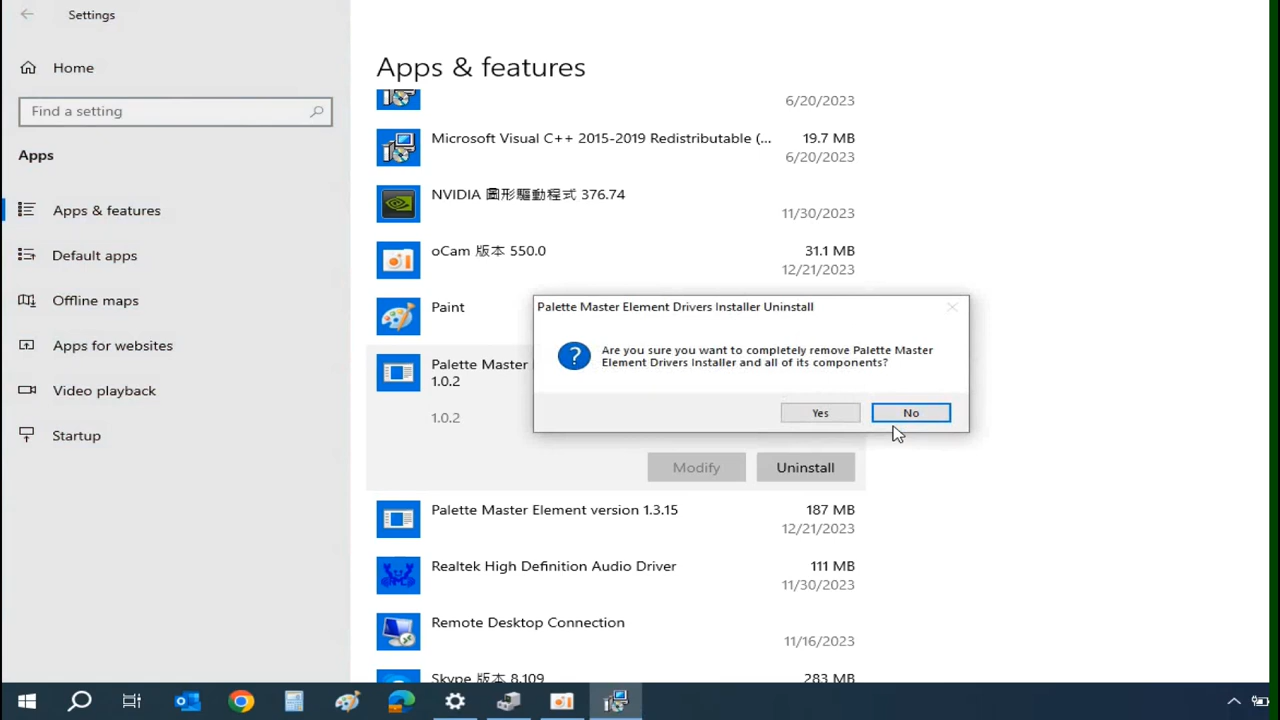 Settings
Home
Find a setting
Apps
Apps & features
Default apps
Offline maps
Apps for websites
Video playback
Startup
Apps & features
6/20/2023
Microsoft Visual C++ 2015-2019 Redistributable (... 19.7 MB
6/20/2023
NVIDIA 圖形驅動程式 376.74
11/30/2023
oCam 版本 550.0 31.1 MB
12/21/2023
Paint
Palette Master
1.0.2
1.0.2
Palette Master Element Drivers Installer Uninstall
Are you sure you want to completely remove Palette Master
Element Drivers Installer and all of its components?
Yes No
Modify Uninstall
Palette Master Element version 1.3.15 187 MB
12/21/2023
Realtek High Definition Audio Driver 111 MB
11/30/2023
Remote Desktop Connection
11/16/2023
Skype 版本 8.109 283 MB